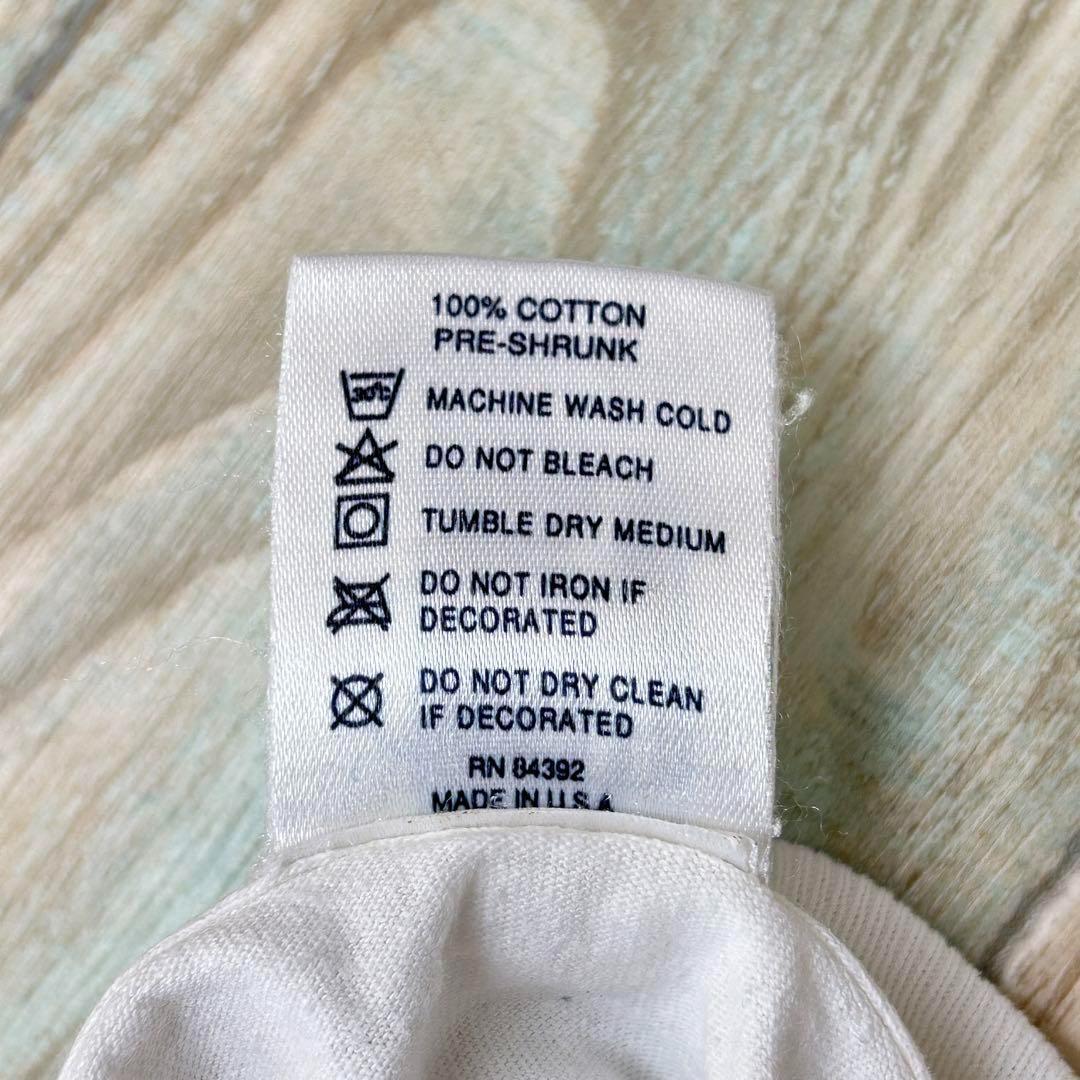 100% COTTON
PRE-SHRUNK
30°C
MACHINE WASH COLD
DO NOT BLEACH
TUMBLE DRY MEDIUM
DO NOT IRON IF
DECORATED
DO NOT DRY CLEAN
IF DECORATED
RN 84392
MADE IN U.S.A